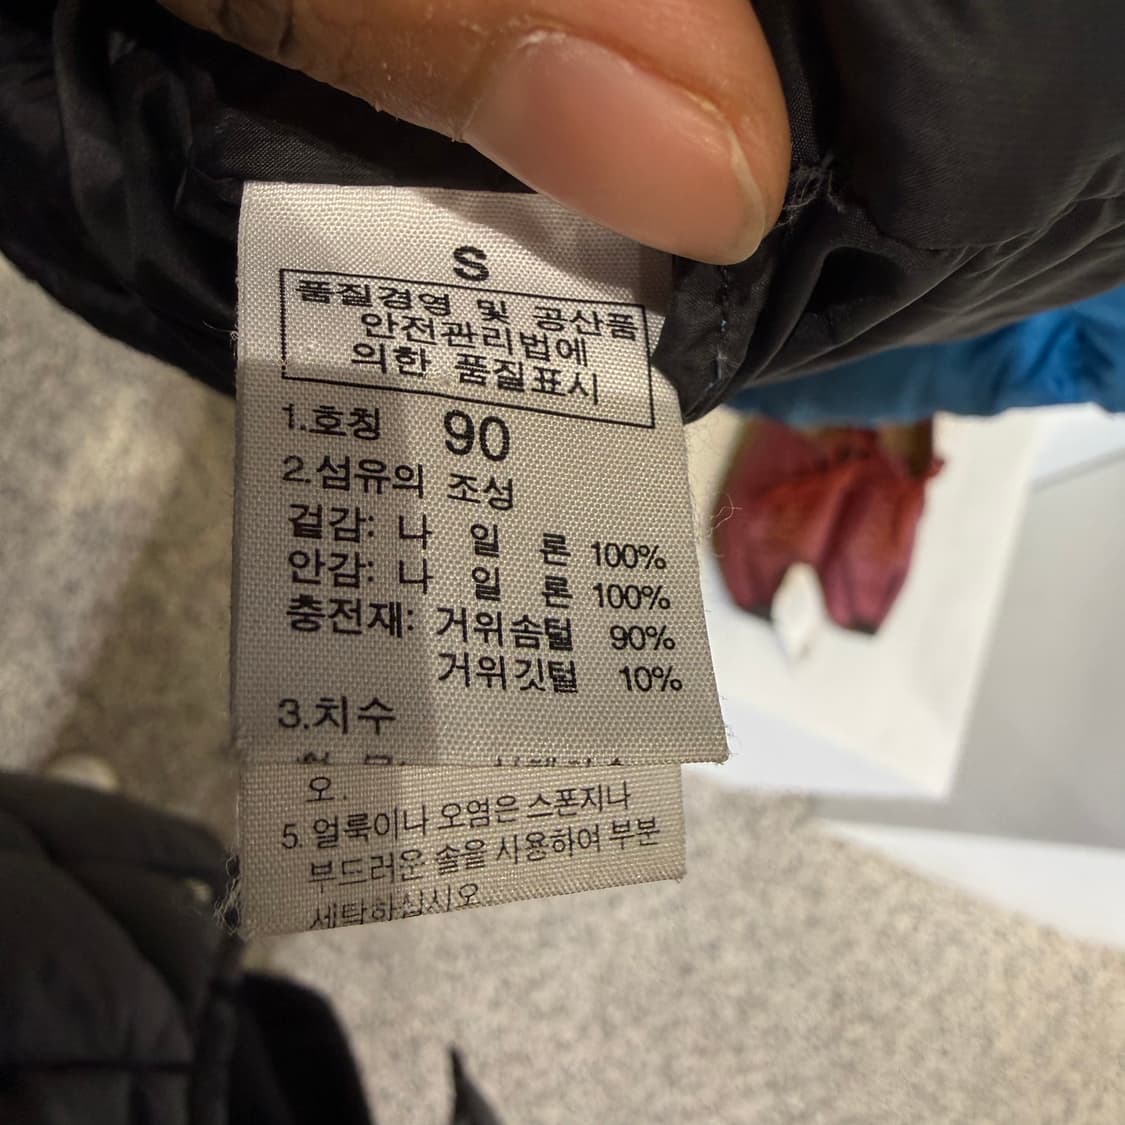 S
품질경영 및 공산품
안전관리법에
의한 품질표시
1.호칭 90
2.섬유의 조성
겉감: 나 일 론 100%
안감: 나 일 론 100%
충전재: 거위솜털 90%
거위깃털 10%
3.치수
오.
5. 얼룩이나 오염은 스폰지나
부드러운 솔을 사용하여 부분
세탁하십시오